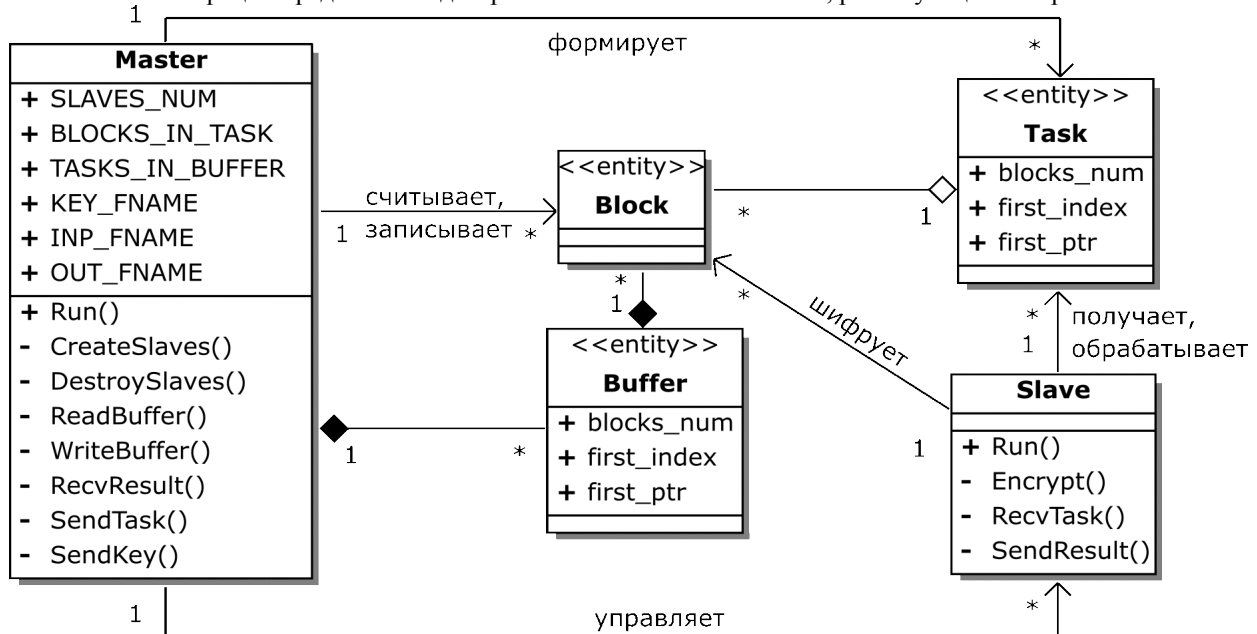 1
формирует
*
Master
+ SLAVES_NUM
+ BLOCKS_IN_TASK
+ TASKS_IN_BUFFER
+ KEY_FNAME
+ INP_FNAME
+ OUT_FNAME
+ Run()
- CreateSlaves()
- DestroySlaves()
- ReadBuffer()
- WriteBuffer()
- RecvResult()
- SendTask()
- SendKey()
считывает,
1 записывает *
<<entity>>
Block
* 1
<<entity>>
Task
+ blocks_num
+ first_index
+ first_ptr
*
1
<<entity>>
Buffer
+ blocks_num
+ first_index
+ first_ptr
1 *
* шифрует 1
* получает,
1 обрабатывает
Slave
+ Run()
- Encrypt()
- RecvTask()
- SendResult()
1 управляет *